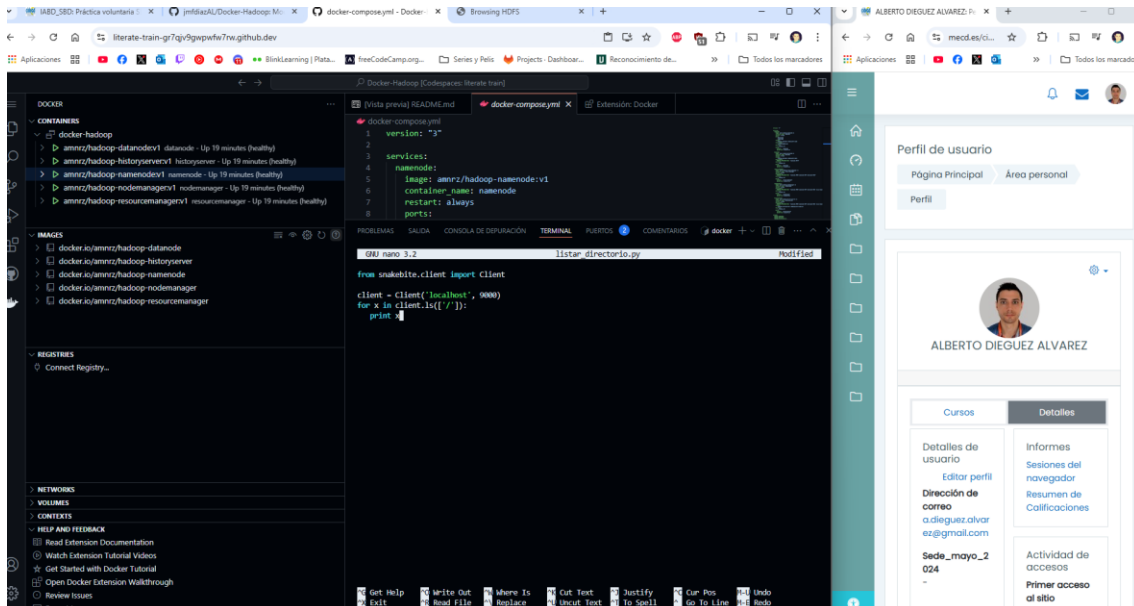 IABD_SBD: Práctica voluntaria
jmfdiazAL/Docker-Hadoop: Mo
docker-compose.yml - Docker-
Browsing HDFS
literate-train-gr7qjv9gwpwfw7rw.github.dev
Aplicaciones
BlinkLearning | Plata...
freeCodeCamp.org...
Series y Pelis
Projects · Dashboar...
Reconocimiento de...
Todos los marcadores
Docker-Hadoop [Codespaces: literate train]
DOCKER
CONTAINERS
docker-hadoop
amnrz/hadoop-datanode:v1 datanode - Up 19 minutes (healthy)
amnrz/hadoop-historyserver:v1 historyserver - Up 19 minutes (healthy)
amnrz/hadoop-namenode:v1 namenode - Up 19 minutes (healthy)
amnrz/hadoop-nodemanager:v1 nodemanager - Up 19 minutes (healthy)
amnrz/hadoop-resourcemanager:v1 resourcemanager - Up 19 minutes (healthy)
IMAGES
docker.io/amnrz/hadoop-datanode
docker.io/amnrz/hadoop-historyserver
docker.io/amnrz/hadoop-namenode
docker.io/amnrz/hadoop-nodemanager
docker.io/amnrz/hadoop-resourcemanager
REGISTRIES
Connect Registry...
NETWORKS
VOLUMES
CONTEXTS
HELP AND FEEDBACK
Read Extension Documentation
Watch Extension Tutorial Videos
Get Started with Docker Tutorial
Open Docker Extension Walkthrough
Review Issues
[Vista previa] README.md
docker-compose.yml
Extensión: Docker
docker-compose.yml
1 version: "3"
2
3 services:
4 namenode:
5 image: amnrz/hadoop-namenode:v1
6 container_name: namenode
7 restart: always
8 ports:
PROBLEMAS SALIDA CONSOLA DE DEPURACIÓN TERMINAL PUERTOS 2 COMENTARIOS docker
GNU nano 3.2 listar_directorio.py Modified
from snakebite.client import Client
client = Client('localhost', 9000)
for x in client.ls(['/']):
print x
^G Get Help ^O Write Out ^W Where Is ^K Cut Text ^J Justify ^C Cur Pos M-U Undo
^X Exit ^R Read File ^\ Replace ^U Uncut Text ^T To Spell ^_ Go To Line M-E Redo
ALBERTO DIEGUEZ ALVAREZ: Pe
mecd.es/ci...
Aplicaciones
Todos los marcado
Perfil de usuario
Página Principal
Área personal
Perfil
ALBERTO DIEGUEZ ALVAREZ
Cursos
Detalles
Detalles de
usuario
Editar perfil
Dirección de
correo
a.dieguez.alvar
ez@gmail.com
Sede_mayo_2
024
-
Informes
Sesiones del
navegador
Resumen de
Calificaciones
Actividad de
accesos
Primer acceso
al sitio